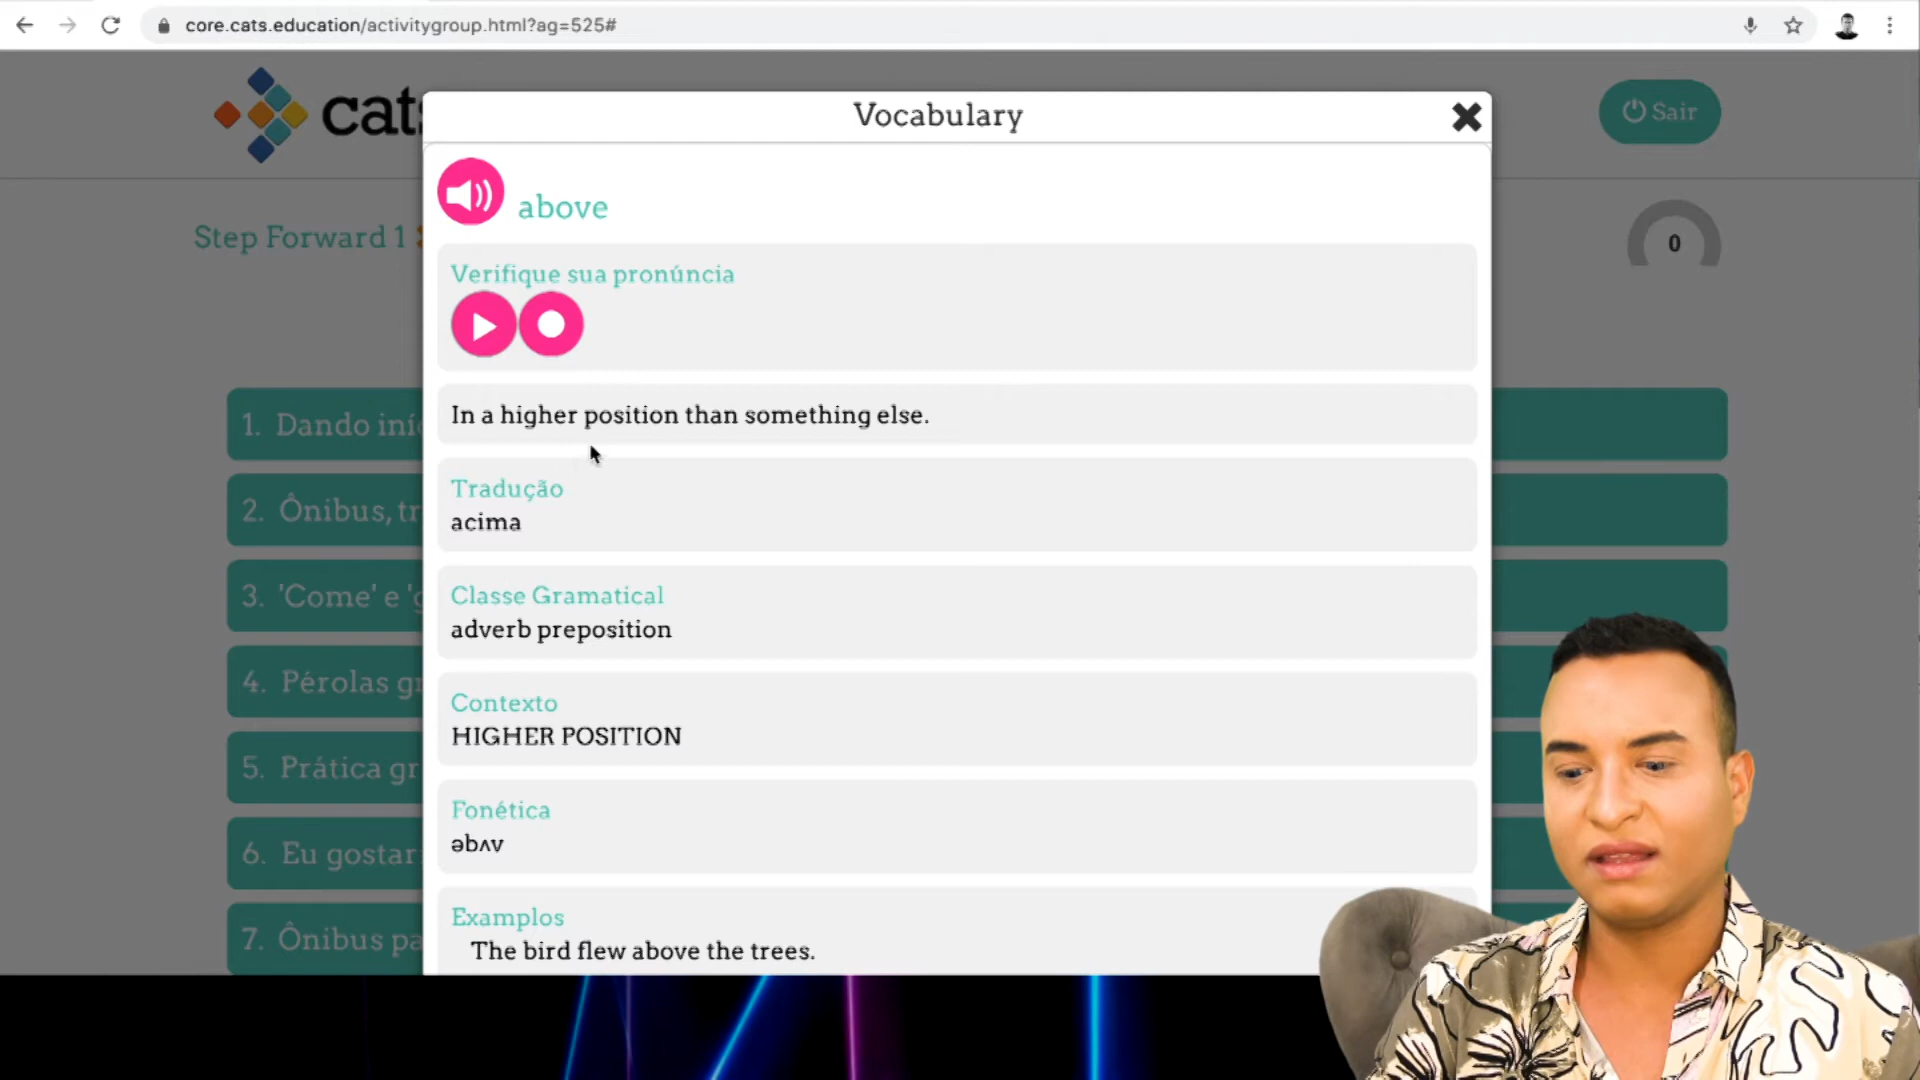 core.cats.education/activitygroup.html?ag=525#
cats
Vocabulary
Sair
above
Step Forward 1
0
Verifique sua pronúncia
In a higher position than something else.
1. Dando iní
2. Ônibus, tr
Tradução
acima
3. 'Come' e 'g
Classe Gramatical
adverb preposition
4. Pérolas gr
Contexto
HIGHER POSITION
5. Prática gr
Fonética
əbʌv
6. Eu gostar
Examplos
The bird flew above the trees.
7. Ônibus pa